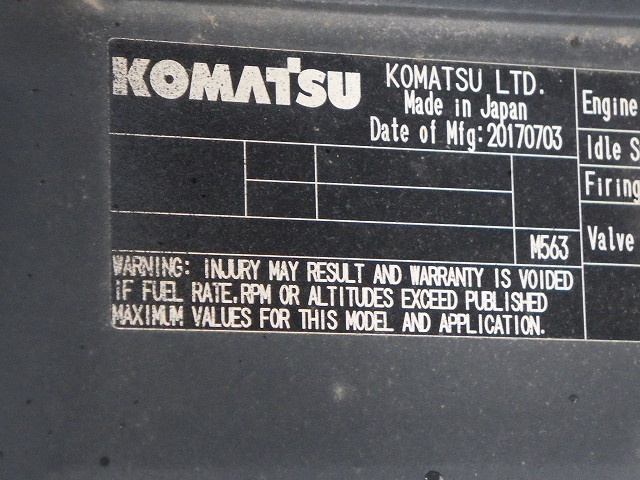 KOMATSU
KOMATSU LTD.
Made in Japan
Date of Mfg:20170703
Engine
Idle S
Firing
Valve
M563
WARNING: INJURY MAY RESULT AND WARRANTY IS VOIDED
IF FUEL RATE,RPM OR ALTITUDES EXCEED PUBLISHED
MAXIMUM VALUES FOR THIS MODEL AND APPLICATION.